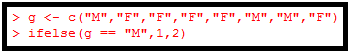 > g <- c("M","F","F","F","F","M","M","F")
> ifelse(g == "M",1,2)